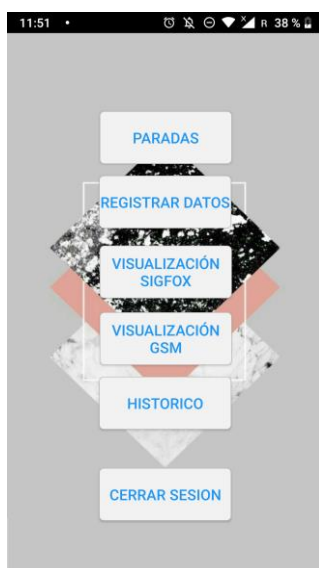 11:51 • R 38 %
PARADAS
REGISTRAR DATOS
VISUALIZACIÓN
SIGFOX
VISUALIZACIÓN
GSM
HISTORICO
CERRAR SESION